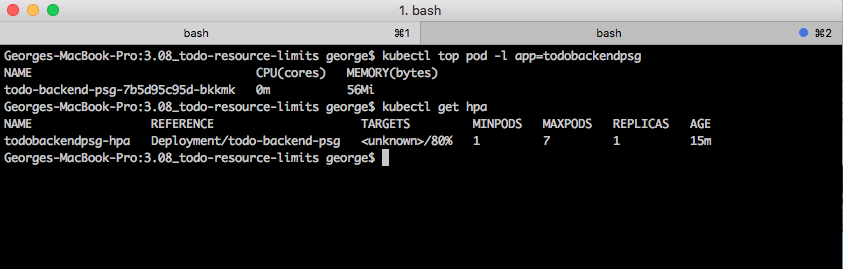 1. bash
bash ⌘1 bash ⌘2
Georges-MacBook-Pro:3.08_todo-resource-limits george$ kubectl top pod -l app=todobackendpsg
NAME CPU(cores) MEMORY(bytes)
todo-backend-psg-7b5d95c95d-bkkmk 0m 56Mi
Georges-MacBook-Pro:3.08_todo-resource-limits george$ kubectl get hpa
NAME REFERENCE TARGETS MINPODS MAXPODS REPLICAS AGE
todobackendpsg-hpa Deployment/todo-backend-psg <unknown>/80% 1 7 1 15m
Georges-MacBook-Pro:3.08_todo-resource-limits george$